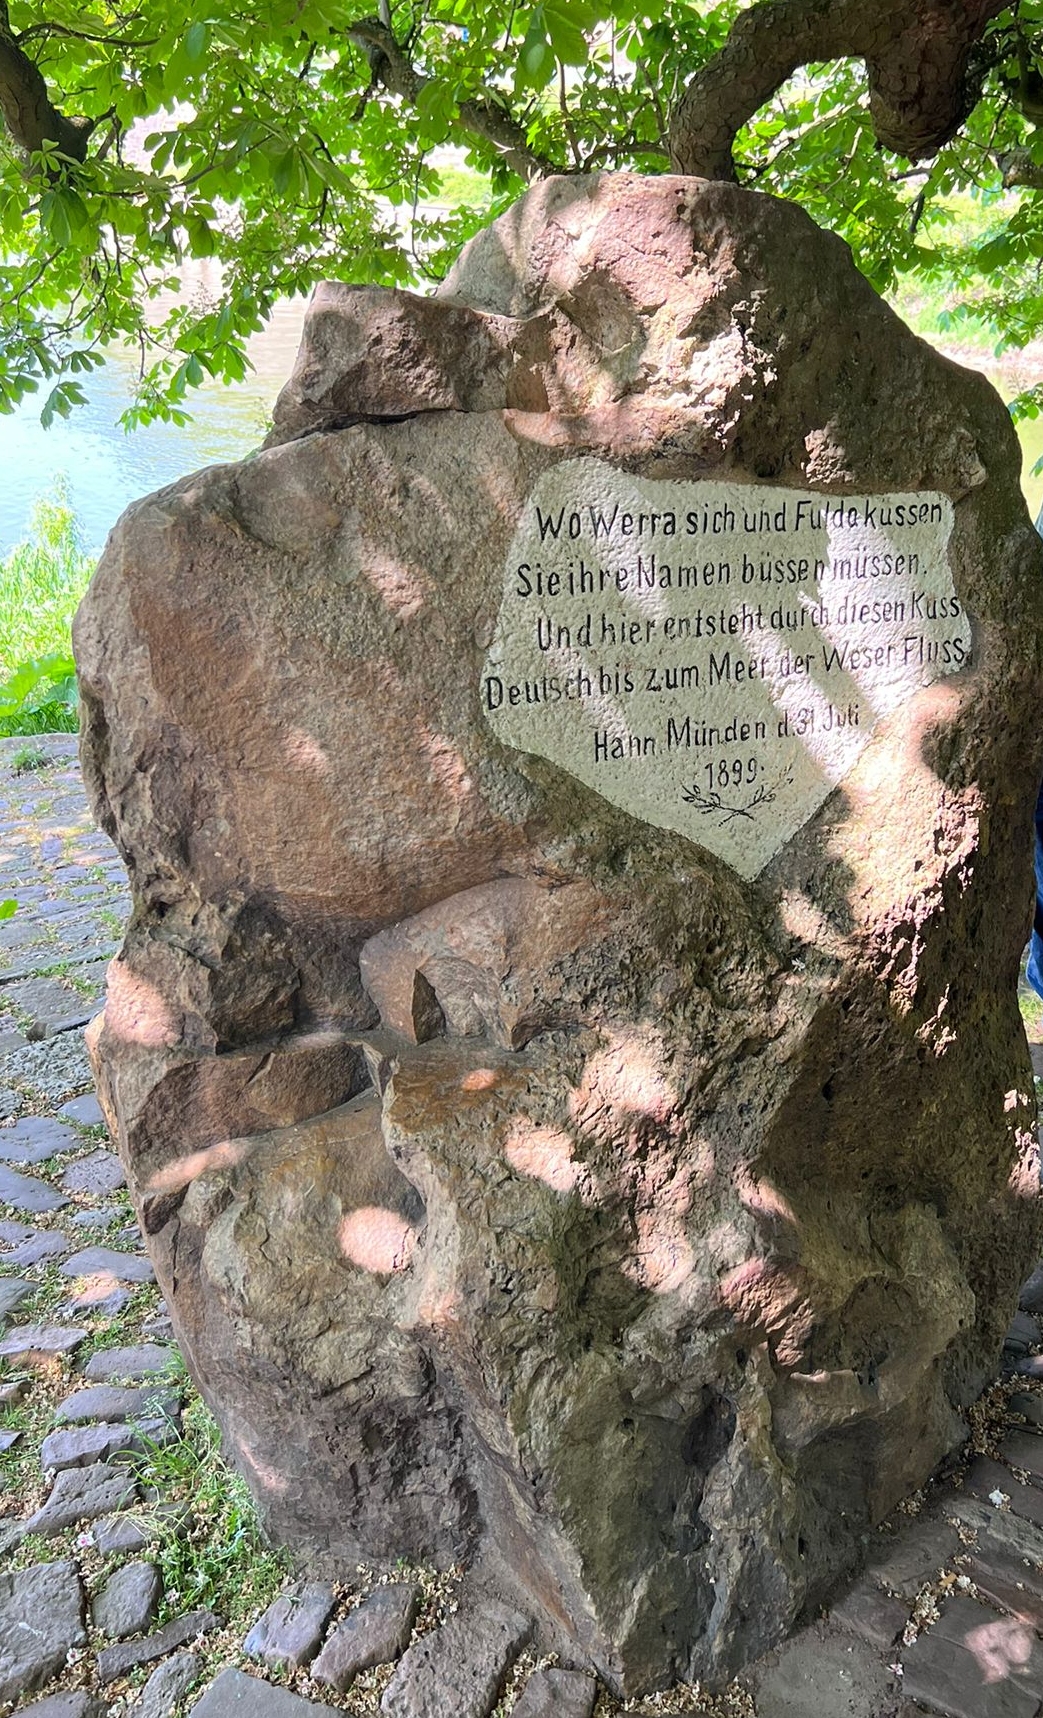 Wo Werra sich und Fulda küssen
Sie ihre Namen büssen müssen.
Und hier entsteht durch diesen Kuss
Deutsch bis zum Meer der Weser Fluss.
Hann. Münden d. 31. Juli
1899.